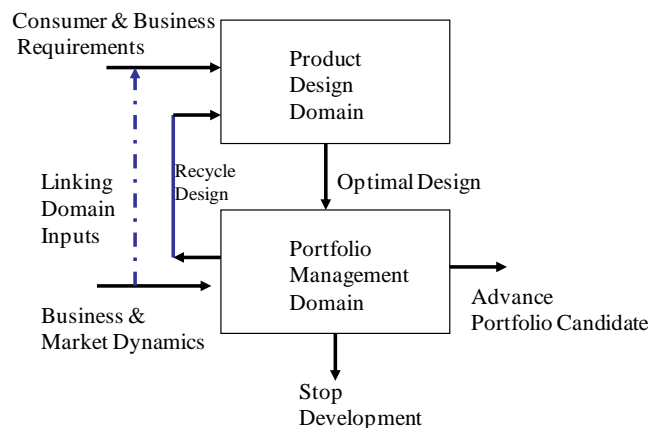 Consumer & Business
Requirements
Product
Design
Domain
Recycle
Design
Linking
Domain
Inputs
Optimal Design
Portfolio
Management
Domain
Business &
Market Dynamics
Advance
Portfolio Candidate
Stop
Development